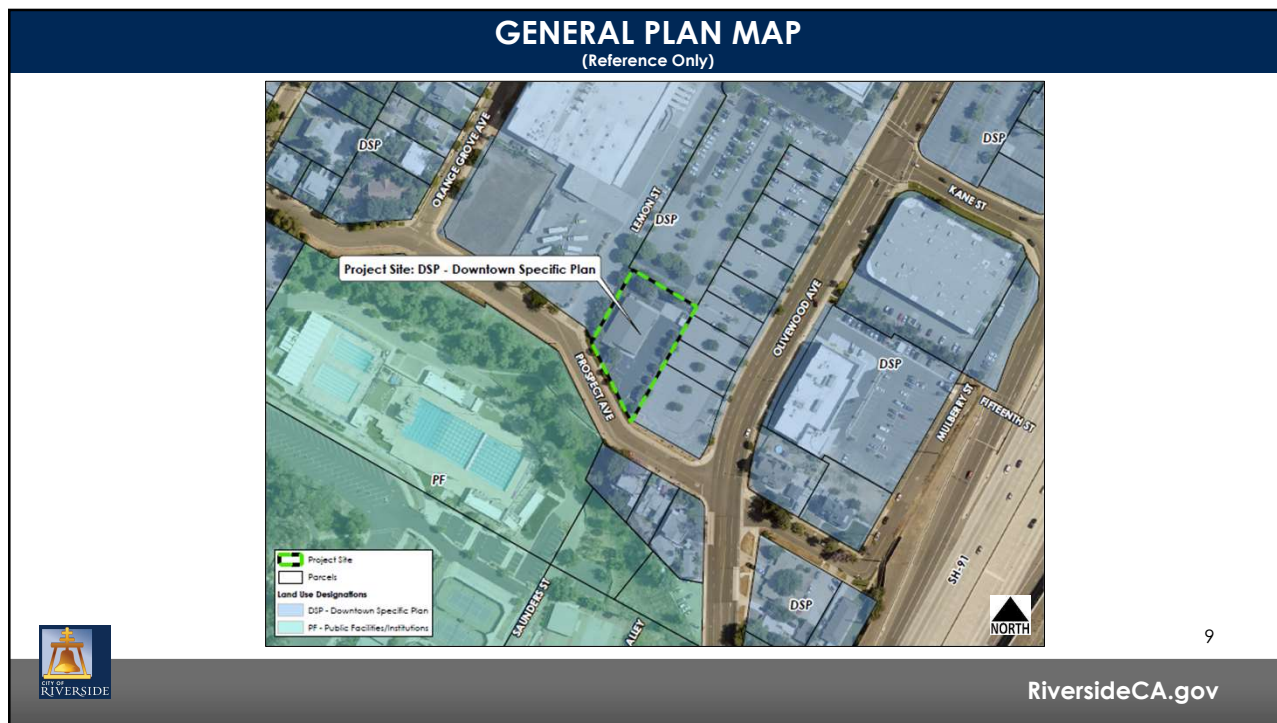 GENERAL PLAN MAP
(Reference Only)
DSP
ORANGE GROVE AVE
LEMON ST
DSP
DSP
KANE ST
Project Site: DSP - Downtown Specific Plan
OLIVEWOOD AVE
PROSPECT AVE
DSP
MULBERRY ST
FIFTEENTH ST
PF
SH-91
SAUNDERS ST
ALLEY
DSP
Project Site
Parcels
Land Use Designations
DSP - Downtown Specific Plan
PF - Public Facilities/Institutions
NORTH
9
CITY OF
RIVERSIDE
RiversideCA.gov